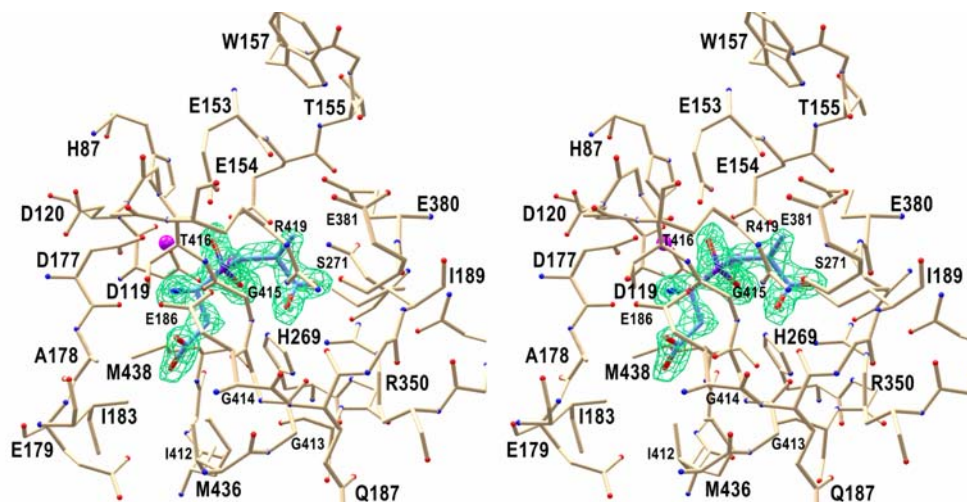 W157 W157
E153 T155 E153 T155
H87 H87
E154 E154
D120 E381 E380 D120 E381 E380
T416 R419 T416 R419
D177 S271 D177 S271
D119 G415 I189 D119 G415 I189
E186 E186
A178 H269 A178 H269
M438 R350 M438 R350
G414 G414
I183 I183
E179 G413 E179 G413
I412 I412
M436 Q187 M436 Q187